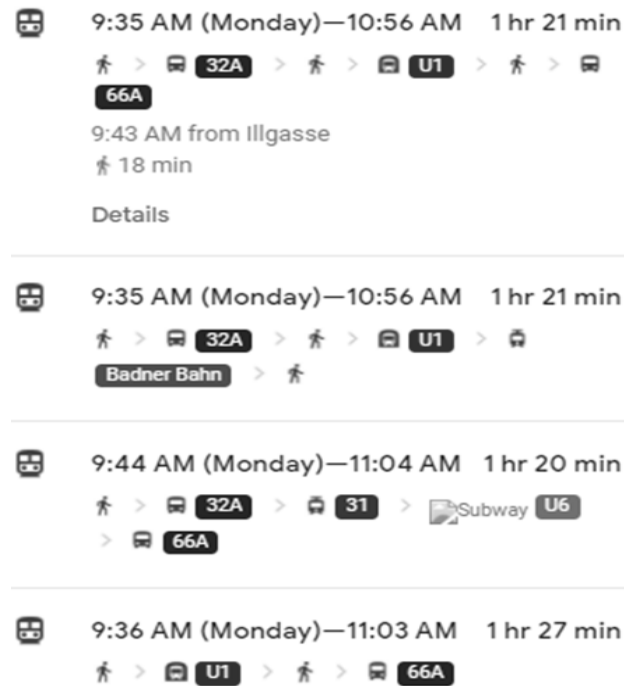 9:35 AM (Monday)—10:56 AM 1 hr 21 min
32A U1
66A
9:43 AM from Illgasse
18 min
Details
9:35 AM (Monday)—10:56 AM 1 hr 21 min
32A U1
Badner Bahn
9:44 AM (Monday)—11:04 AM 1 hr 20 min
32A 31 Subway U6
66A
9:36 AM (Monday)—11:03 AM 1 hr 27 min
U1 66A